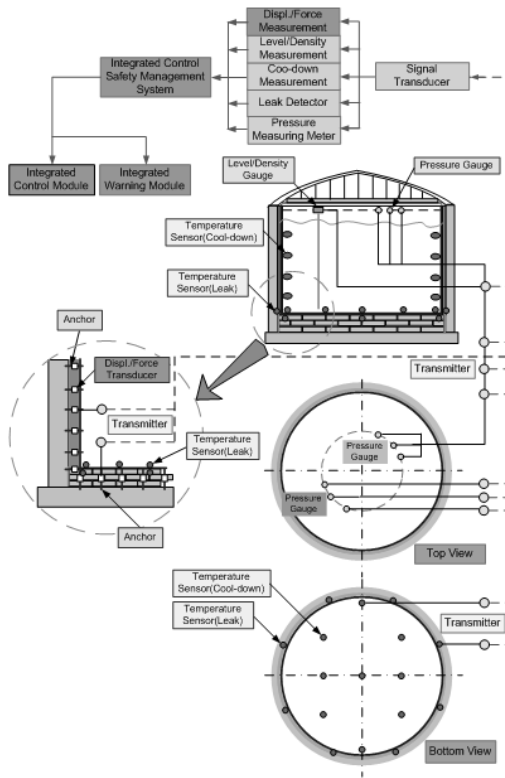 Displ./Force
Measurement
Level/Density
Measurement
Coo-down
Measurement
Leak Detector
Pressure
Measuring Meter
Signal
Transducer
Integrated Control
Safety Management
System
Integrated
Control Module
Integrated
Warning Module
Level/Density
Gauge
Pressure Gauge
Temperature
Sensor(Cool-down)
Temperature
Sensor(Leak)
Anchor
Displ./Force
Transducer
Transmitter
Temperature
Sensor(Leak)
Anchor
Transmitter
Pressure
Gauge
Pressure
Gauge
Top View
Temperature
Sensor(Cool-down)
Temperature
Sensor(Leak)
Transmitter
Bottom View